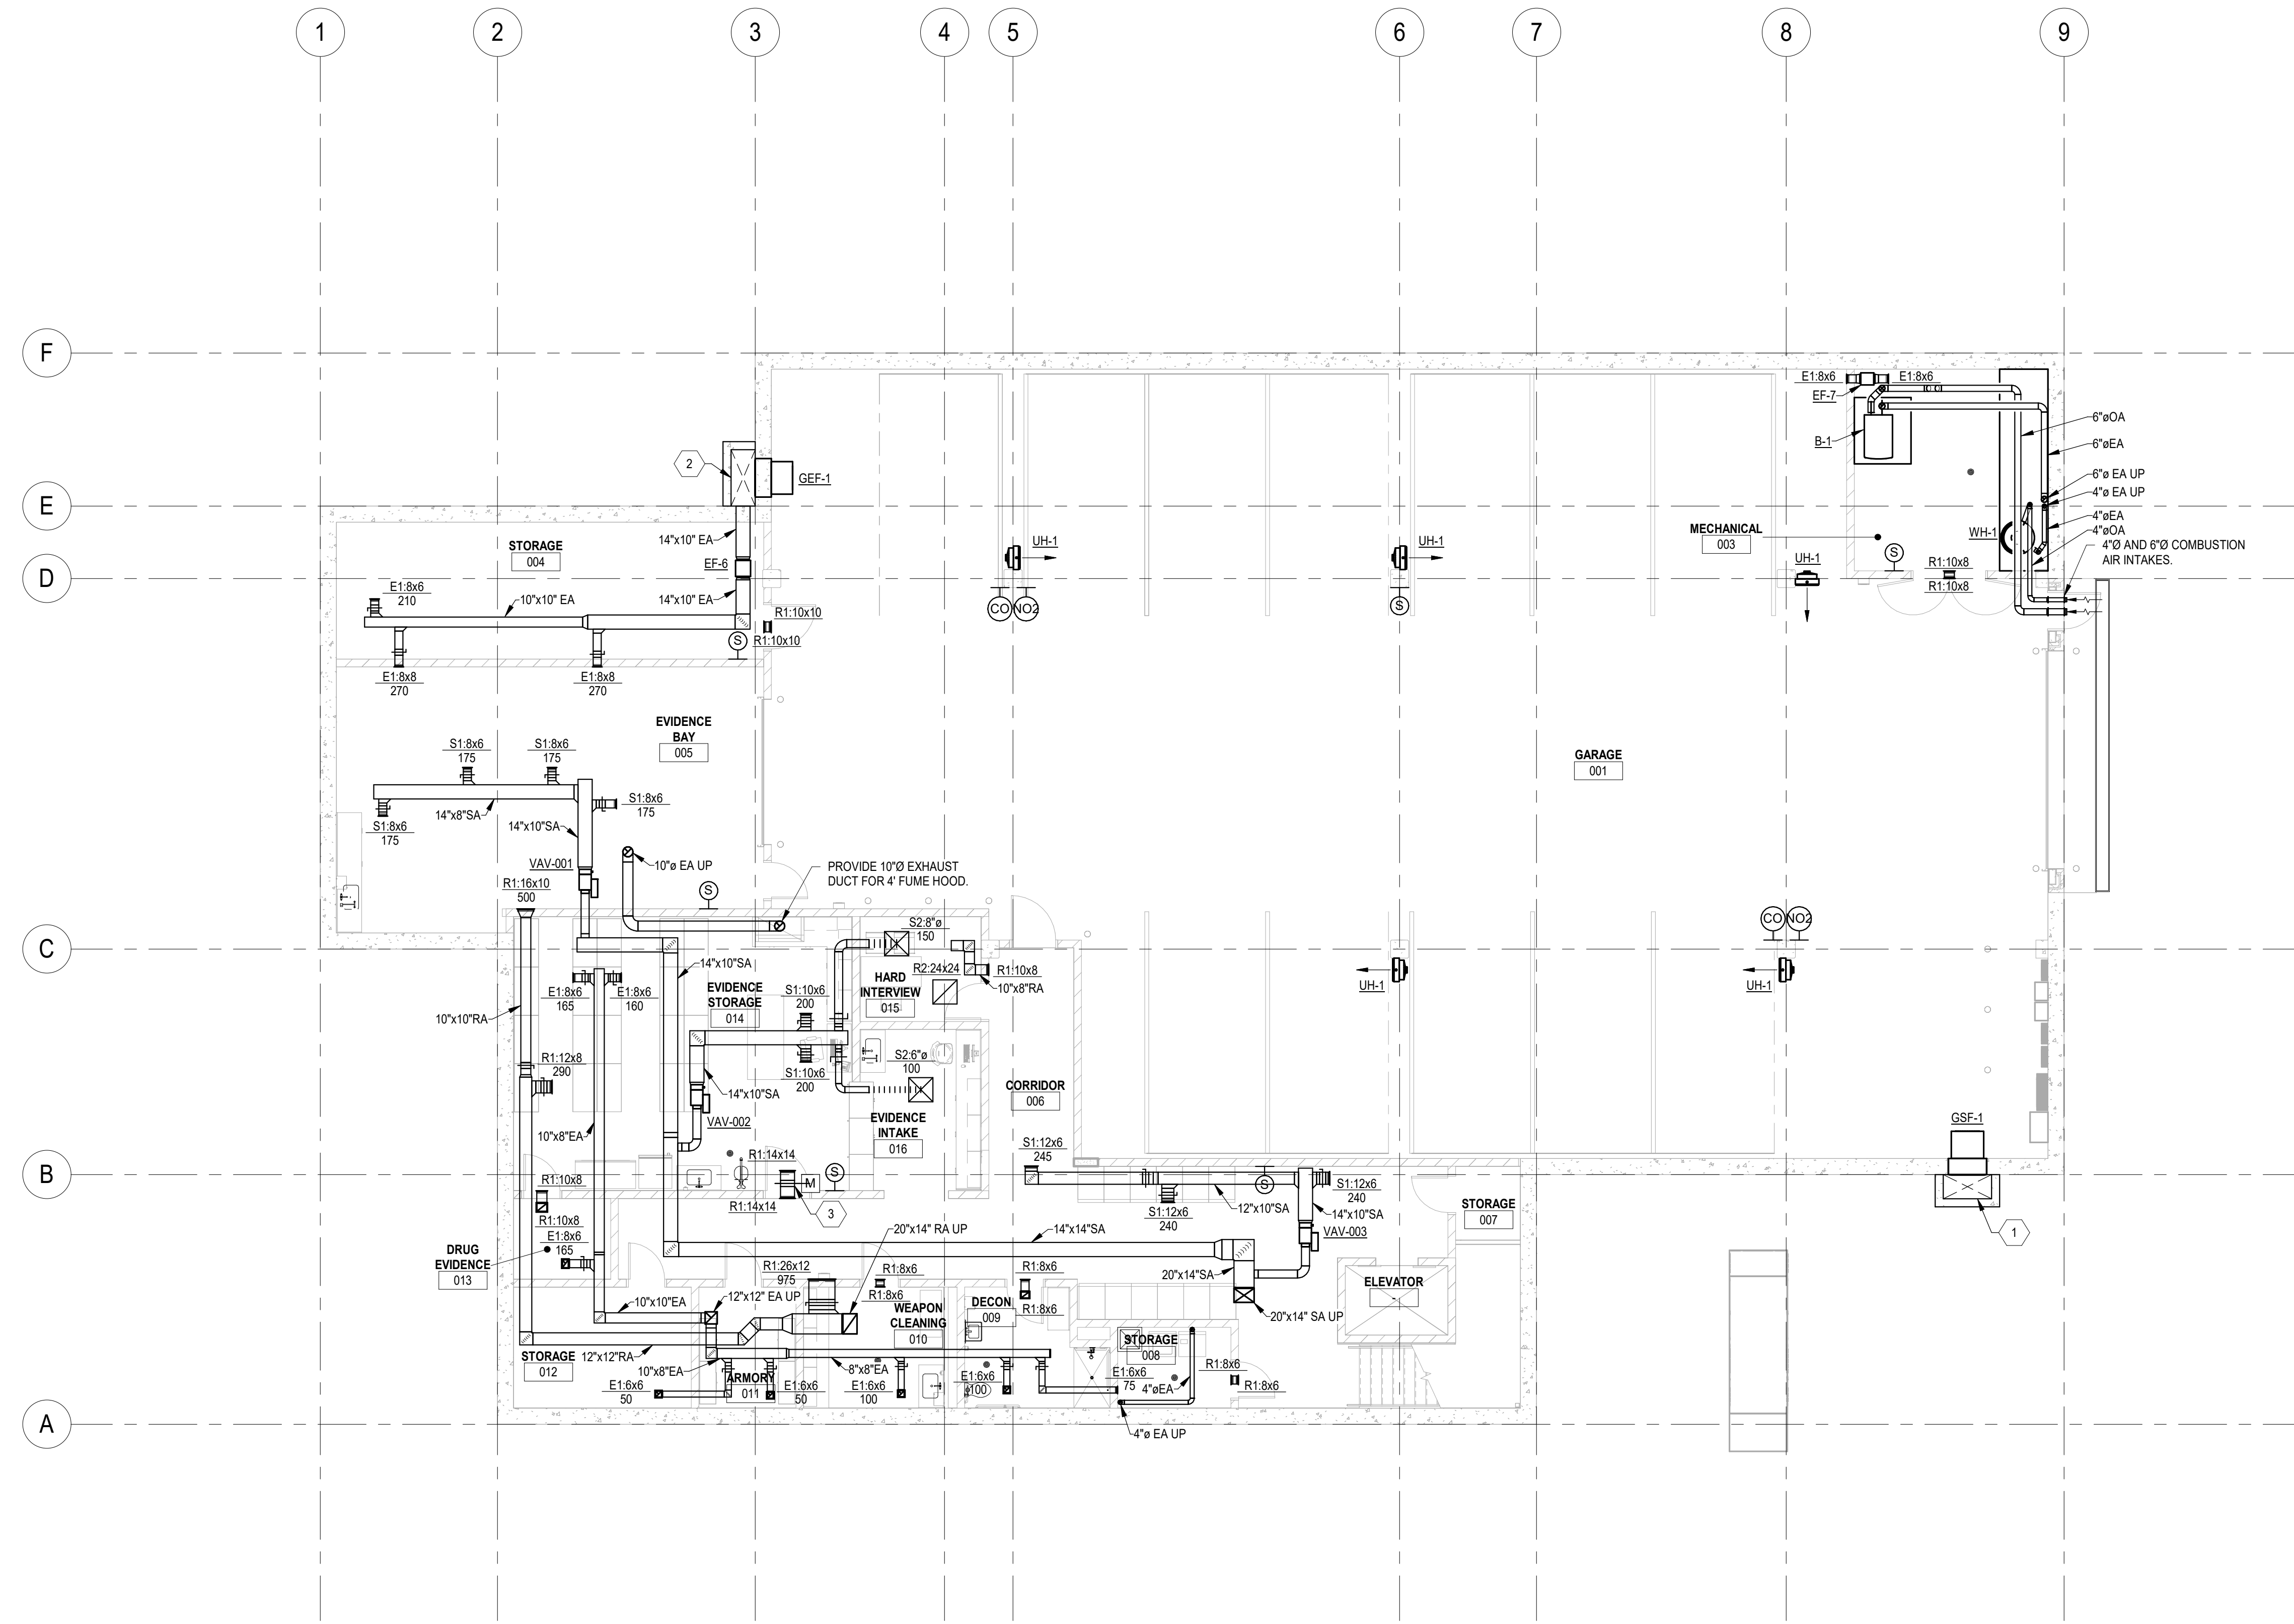 1
2
3
4
5
6
7
8
9
F
E
D
C
B
A
E1:8x6
E1:8x6
EF-7
B-1
6"øOA
6"øEA
6"ø EA UP
4"ø EA UP
4"øEA
4"øOA
WH-1
4"Ø AND 6"Ø COMBUSTION
AIR INTAKES.
MECHANICAL
003
S
R1:10x8
R1:10x8
UH-1
UH-1
UH-1
CO
NO2
S
2
GEF-1
14"x10" EA
EF-6
14"x10" EA
STORAGE
004
E1:8x6
210
10"x10" EA
R1:10x10
R1:10x10
S
E1:8x8
270
E1:8x8
270
EVIDENCE
BAY
005
GARAGE
001
S1:8x6
175
S1:8x6
175
S1:8x6
175
14"x8"SA
S1:8x6
175
14"x10"SA
VAV-001
10"ø EA UP
PROVIDE 10"Ø EXHAUST
DUCT FOR 4' FUME HOOD.
R1:16x10
500
S
S2:8"ø
150
CO
NO2
UH-1
UH-1
14"x10"SA
R2:24x24
R1:10x8
10"x8"RA
HARD
INTERVIEW
015
EVIDENCE
STORAGE
014
S1:10x6
200
E1:8x6
165
E1:8x6
160
10"x10"RA
R1:12x8
290
S1:10x6
200
S2:6"ø
100
14"x10"SA
VAV-002
CORRIDOR
006
EVIDENCE
INTAKE
016
10"x8"EA
GSF-1
1
S1:12x6
245
R1:14x14
M
S
R1:14x14
3
R1:10x8
R1:10x8
S
S1:12x6
240
12"x10"SA
S1:12x6
240
14"x10"SA
VAV-003
STORAGE
007
E1:8x6
165
DRUG
EVIDENCE
013
20"x14" RA UP
14"x14"SA
R1:26x12
975
R1:8x6
R1:8x6
R1:8x6
R1:8x6
20"x14"SA
20"x14" SA UP
ELEVATOR
-
10"x10"EA
12"x12" EA UP
WEAPON
CLEANING
010
DECON
009
STORAGE
008
STORAGE
012
12"x12"RA
10"x8"EA
8"x8"EA
ARMORY
011
E1:6x6
50
E1:6x6
50
E1:6x6
100
E1:6x6
100
E1:6x6
75
4"øEA
R1:8x6
R1:8x6
4"ø EA UP